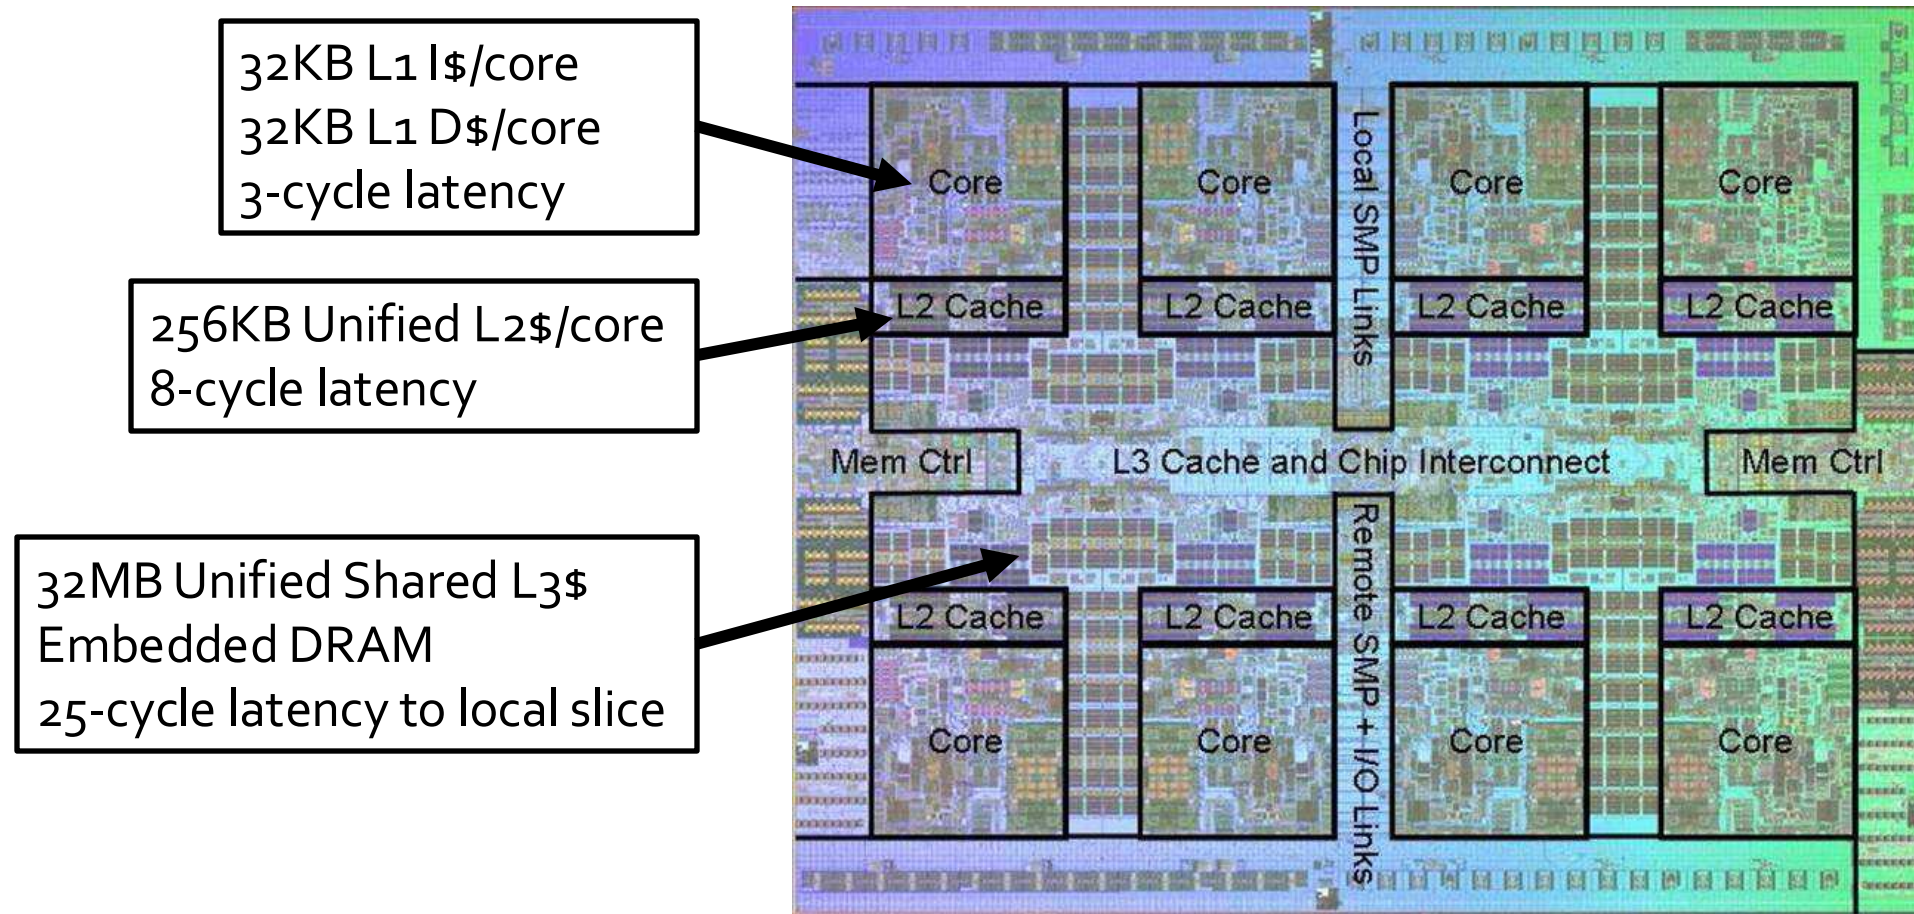 32KB L1 I$/core
32KB L1 D$/core
3-cycle latency
256KB Unified L2$/core
8-cycle latency
32MB Unified Shared L3$
Embedded DRAM
25-cycle latency to local slice
Core
Core
Core
Core
Local SMP Links
L2 Cache
L2 Cache
L2 Cache
L2 Cache
Mem Ctrl
L3 Cache and Chip Interconnect
Mem Ctrl
Remote SMP + I/O Links
L2 Cache
L2 Cache
L2 Cache
L2 Cache
Core
Core
Core
Core